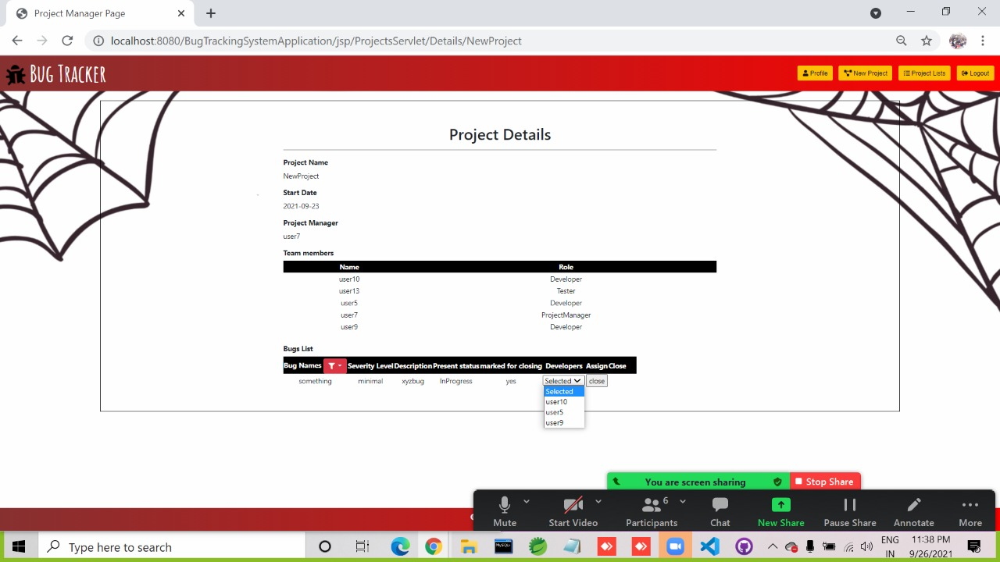 Project Manager Page
localhost:8080/BugTrackingSystemApplication/jsp/ProjectsServlet/Details/NewProject
Bug Tracker
Profile New Project Project Lists Logout
Project Details
Project Name
NewProject
Start Date
2021-09-23
Project Manager
user7
Team members
Name Role
user10 Developer
user13 Tester
user5 Developer
user7 ProjectManager
user9 Developer
Bugs List
Bug Names Severity Level Description Present status marked for closing Developers Assign Close
something minimal xyzbug InProgress yes Selected close
Selected
user10
user5
user9
You are screen sharing Stop Share
6
Mute Start Video Participants Chat New Share Pause Share Annotate More
Type here to search
ENG 11:38 PM
IN 9/26/2021